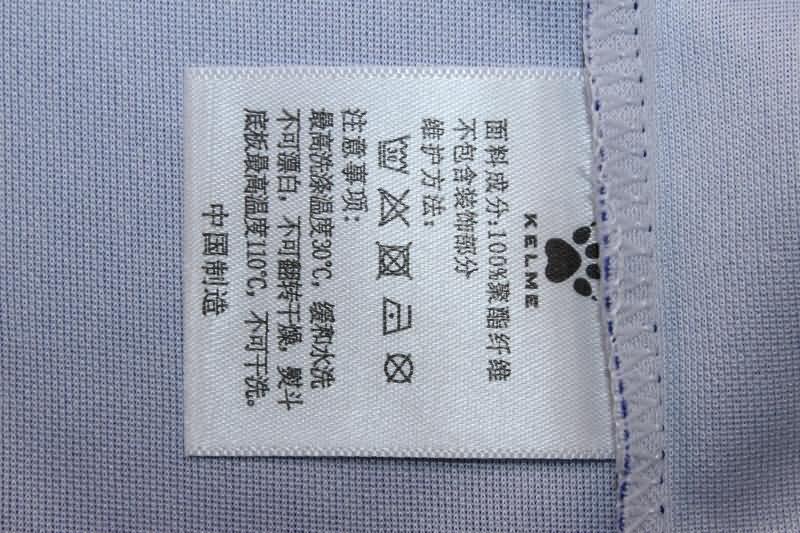 KELME
面料成分:100%聚酯纤维
不包含装饰部分
维护方法:
注意事项:
最高洗涤温度30℃, 缓和水洗
不可漂白, 不可翻转干燥, 熨斗
底板最高温度110℃, 不可干洗。
中国制造